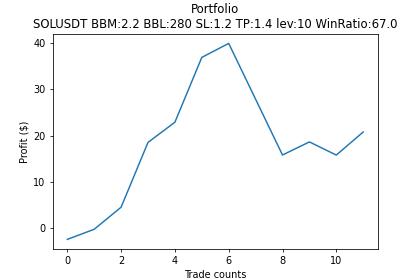 Portfolio
SOLUSDT BBM:2.2 BBL:280 SL:1.2 TP:1.4 lev:10 WinRatio:67.0
40
30
20
10
0
Profit ($)
0 2 4 6 8 10
Trade counts